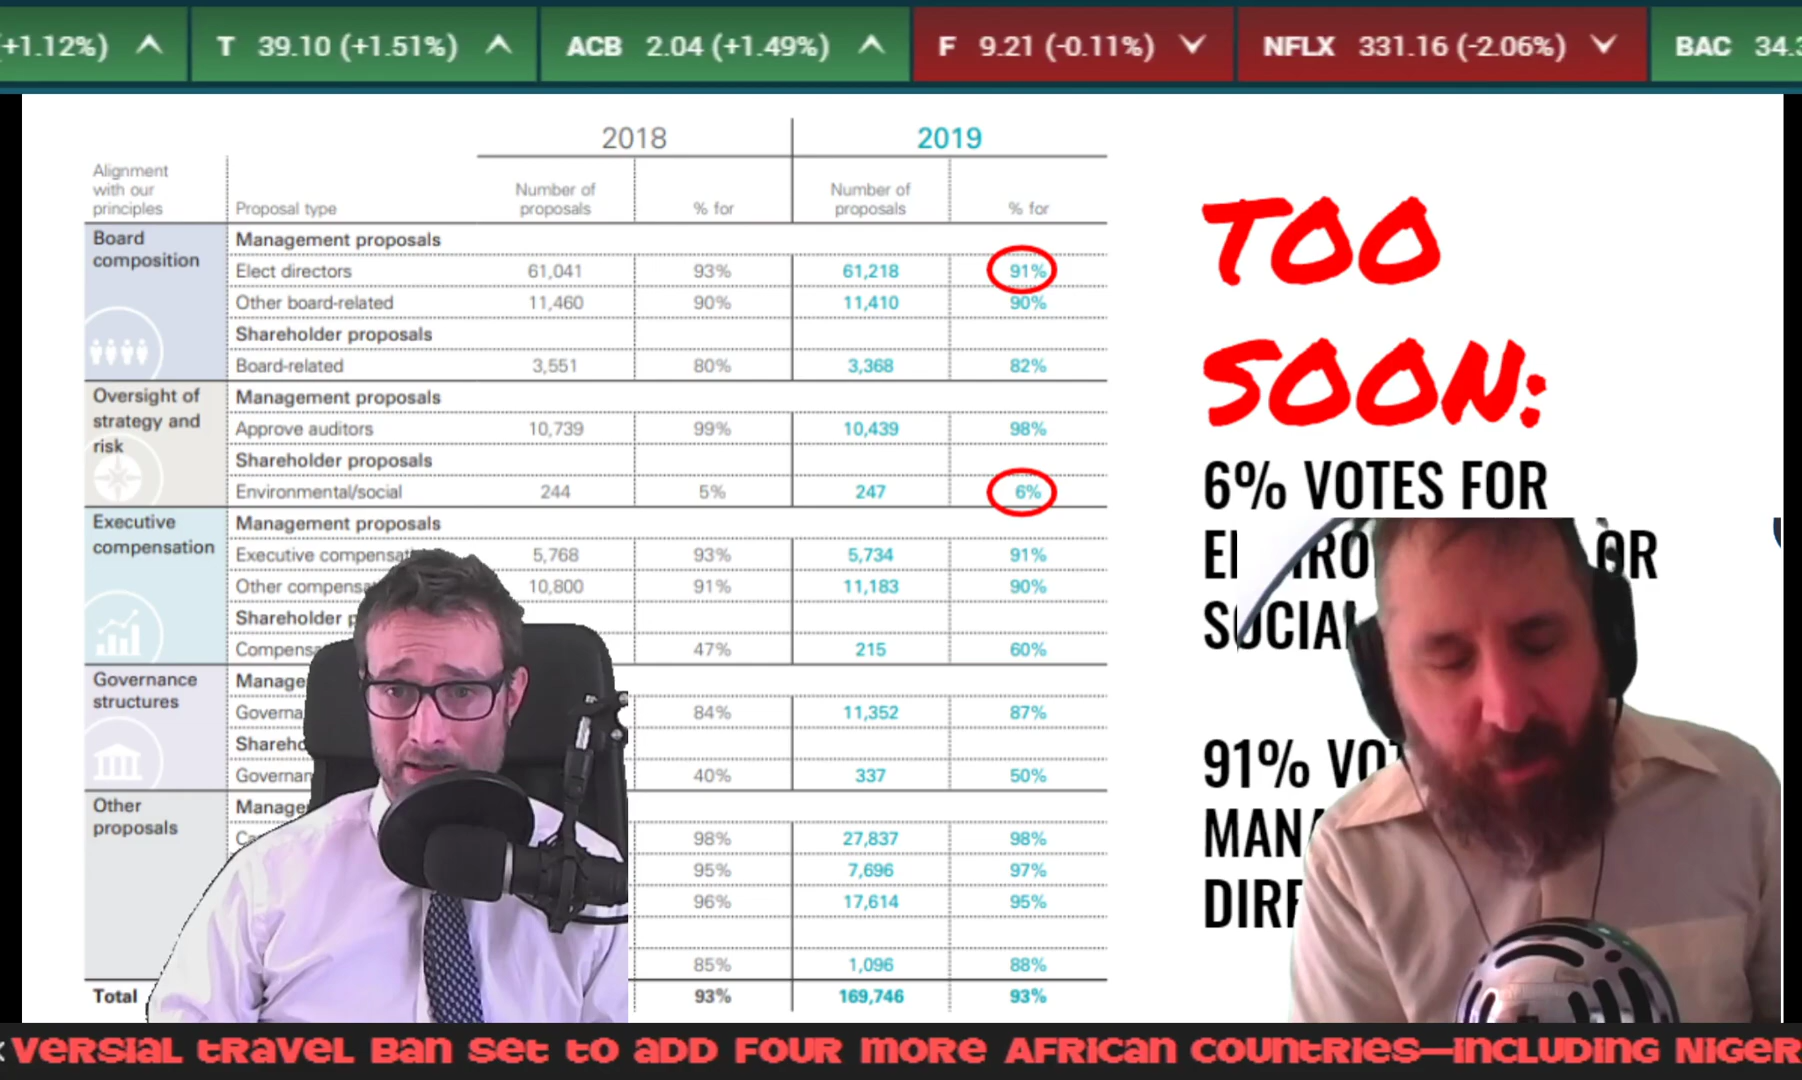 +1.12%)
T 39.10 (+1.51%)
ACB 2.04 (+1.49%)
F 9.21 (-0.11%)
NFLX 331.16 (-2.06%)
BAC 34.
2018 2019
Alignment
with our
principles
Proposal type
Number of
proposals
% for
Number of
proposals
% for
Board
composition
Management proposals
Elect directors 61,041 93% 61,218 91%
Other board-related 11,460 90% 11,410 90%
Shareholder proposals
Board-related 3,551 80% 3,368 82%
Oversight of
strategy and
risk
Management proposals
Approve auditors 10,739 99% 10,439 98%
Shareholder proposals
Environmental/social 244 5% 247 6%
Executive
compensation
Management proposals
Executive 5,768 93% 5,734 91%
Other 10,800 91% 11,183 90%
Shareholder
47% 215 60%
Governance
structures
84% 11,352 87%
40% 337 50%
Other
proposals
98% 27,837 98%
95% 7,696 97%
96% 17,614 95%
85% 1,096 88%
Total 93% 169,746 93%
TOO
SOON:
6% VOTES FOR
OR
91%
VERSIAL TRAVEL BAN SET TO ADD FOUR MORE AFRICAN COUNTRIES—INCLUDING NIGER